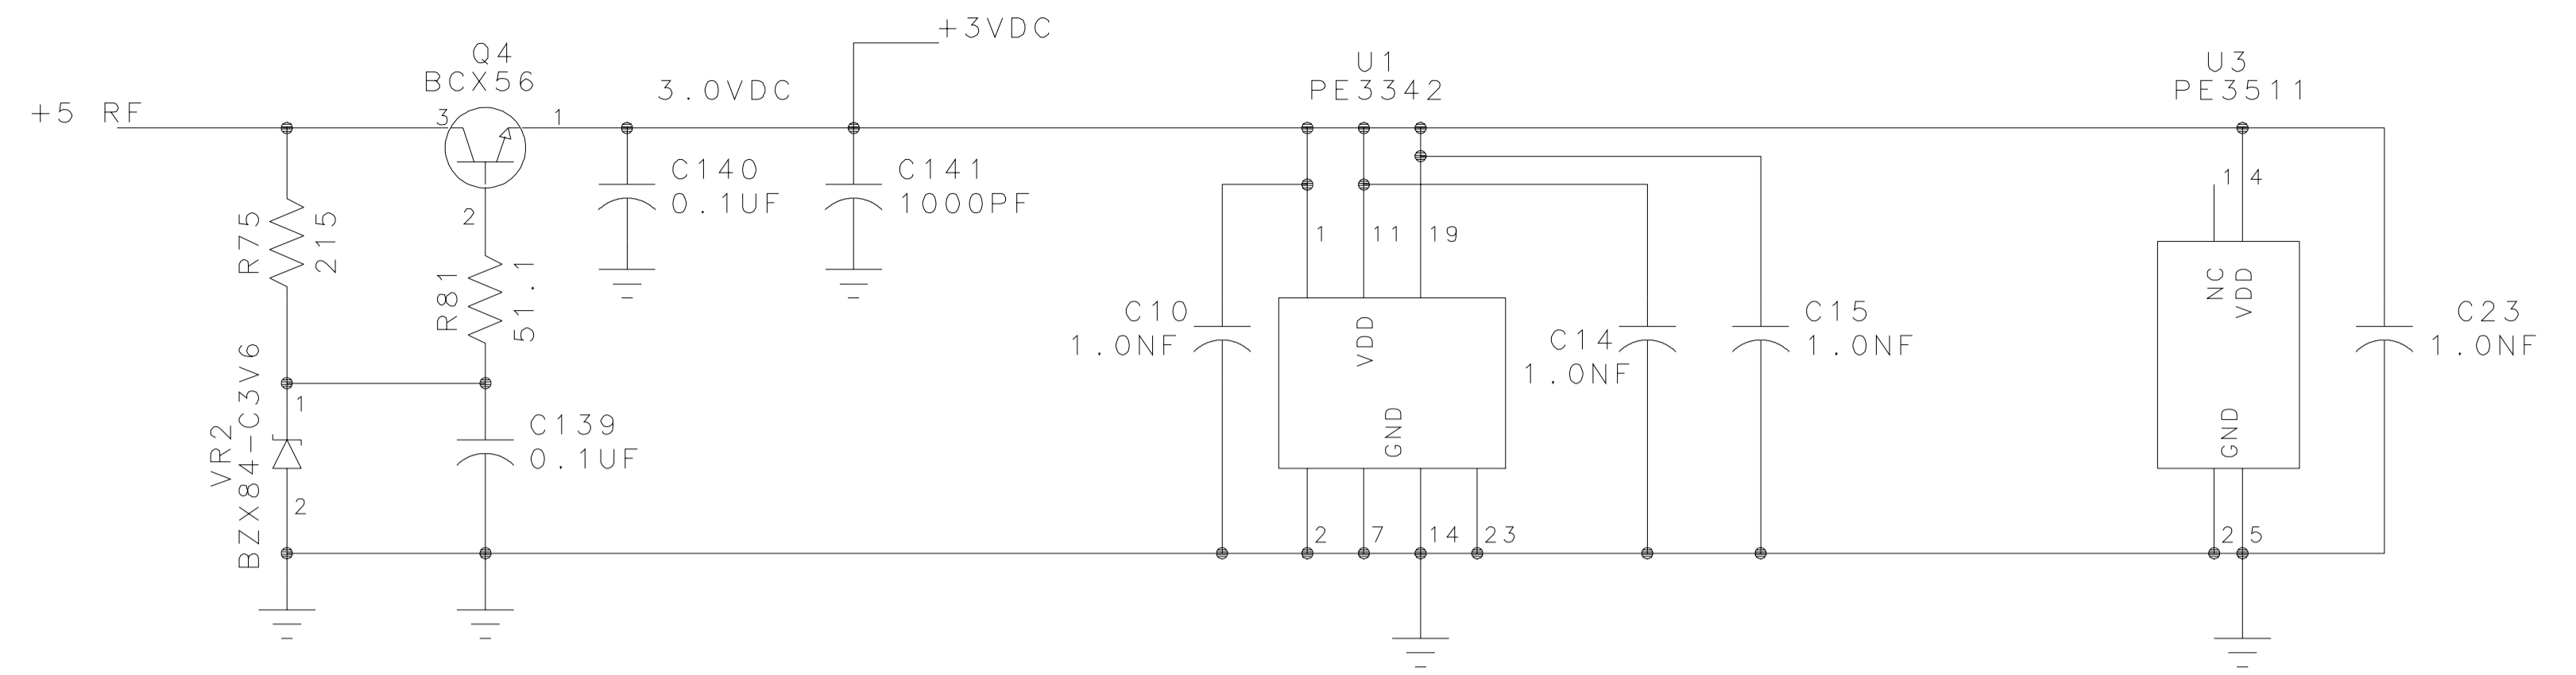 +3VDC
Q4
BCX56
3.0VDC
U1
PE3342
U3
PE3511
+5 RF
3
1
C140
0.1UF
C141
1000PF
1
4
2
R75
215
1
11
19
R81
51.1
NC
VDD
C10
1.0NF
VDD
C14
1.0NF
C15
1.0NF
C23
1.0NF
1
VR2
BZX84-C3V6
C139
0.1UF
GND
GND
2
2
7
14
23
2
5